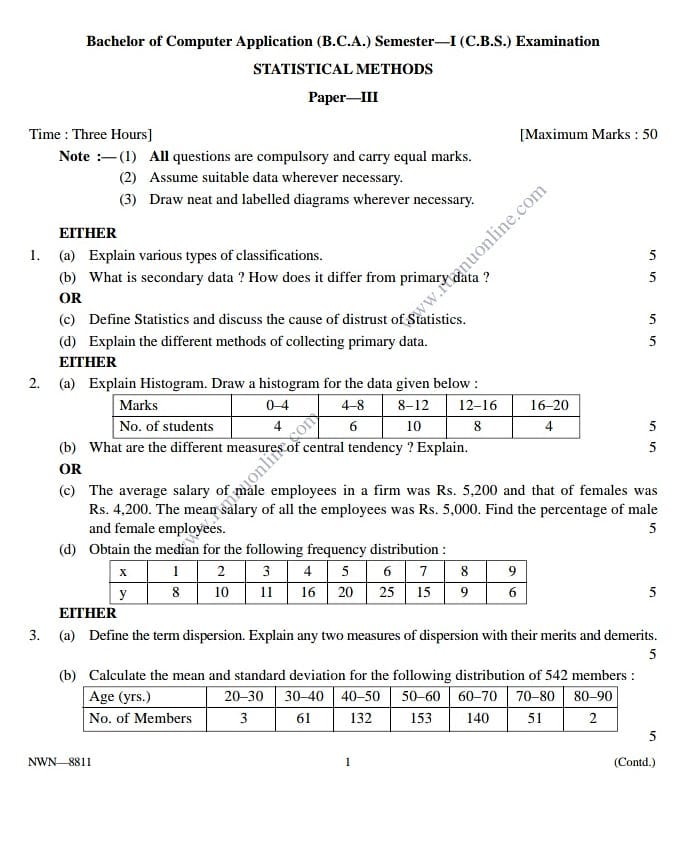 Bachelor of Computer Application (B.C.A.) Semester—I (C.B.S.) Examination
STATISTICAL METHODS
Paper—III
Time : Three Hours] [Maximum Marks : 50
Note :— (1) All questions are compulsory and carry equal marks.
(2) Assume suitable data wherever necessary.
(3) Draw neat and labelled diagrams wherever necessary.
EITHER
1. (a) Explain various types of classifications. 5
(b) What is secondary data ? How does it differ from primary data ? 5
OR
(c) Define Statistics and discuss the cause of distrust of Statistics. 5
(d) Explain the different methods of collecting primary data. 5
EITHER
2. (a) Explain Histogram. Draw a histogram for the data given below :
Marks 0–4 4–8 8–12 12–16 16–20
No. of students 4 6 10 8 4 5
(b) What are the different measures of central tendency ? Explain. 5
OR
(c) The average salary of male employees in a firm was Rs. 5,200 and that of females was
Rs. 4,200. The mean salary of all the employees was Rs. 5,000. Find the percentage of male
and female employees. 5
(d) Obtain the median for the following frequency distribution :
x 1 2 3 4 5 6 7 8 9
y 8 10 11 16 20 25 15 9 6 5
EITHER
3. (a) Define the term dispersion. Explain any two measures of dispersion with their merits and demerits.
5
(b) Calculate the mean and standard deviation for the following distribution of 542 members :
Age (yrs.) 20–30 30–40 40–50 50–60 60–70 70–80 80–90
No. of Members 3 61 132 153 140 51 2
5
NWN—8811 1 (Contd.)